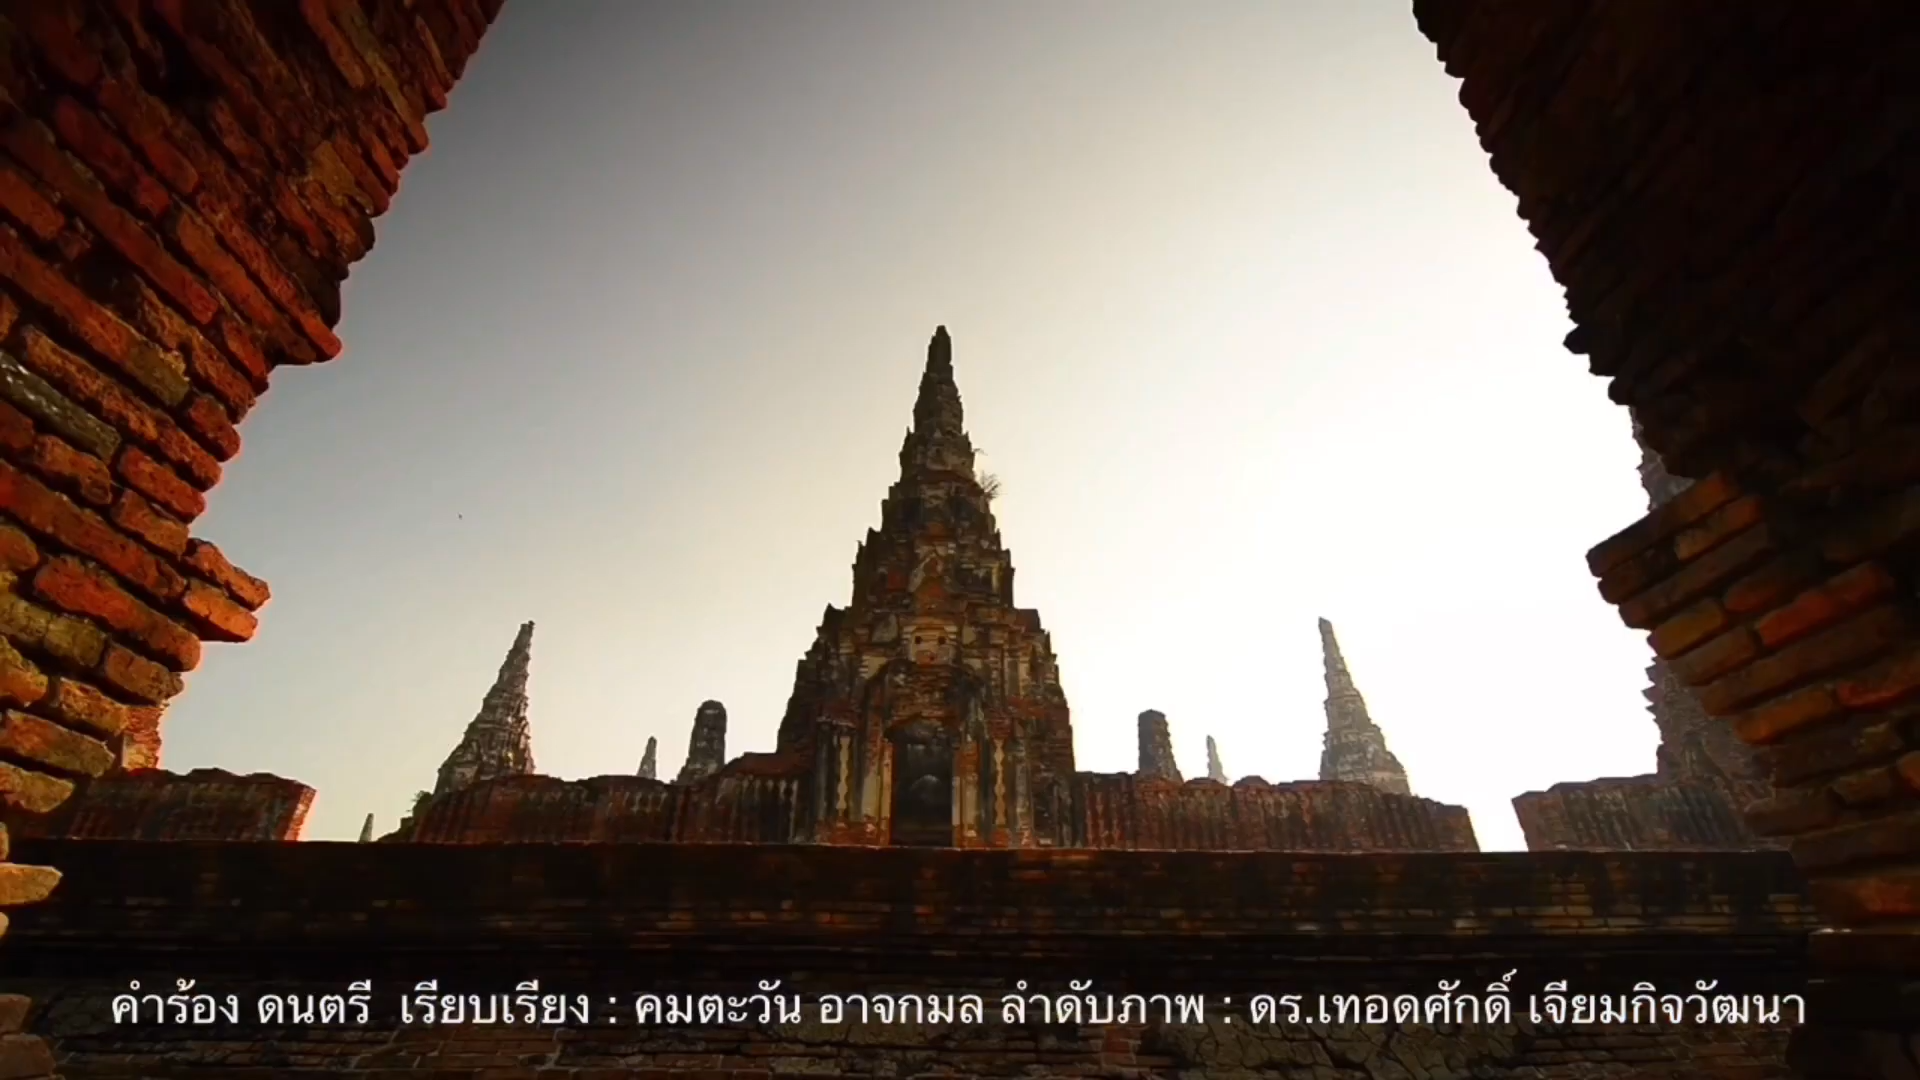 คำร้อง ดนตรี เรียบเรียง : คมตะวัน อาจกมล ลำดับภาพ : ดร.เทอดศักดิ์ เจียมกิจวัฒนา